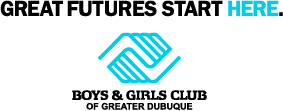 GREAT FUTURES START HERE.
BOYS & GIRLS CLUB
OF GREATER DUBUQUE